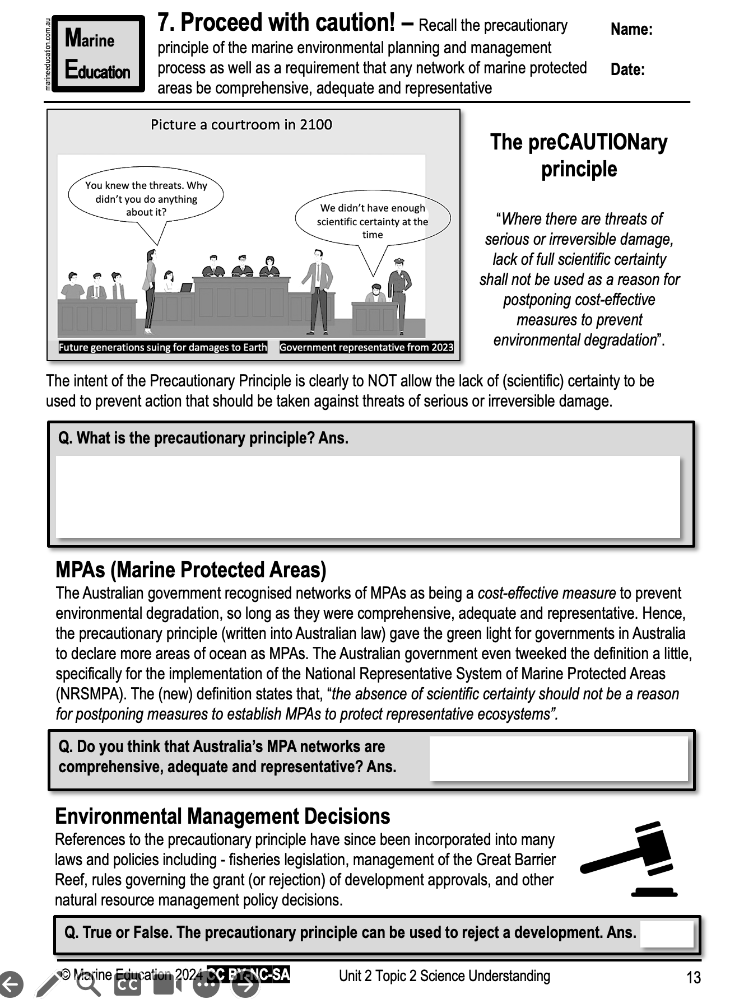 marineeducation.com.au
Marine
Education
7. Proceed with caution! – Recall the precautionary
principle of the marine environmental planning and management
process as well as a requirement that any network of marine protected
areas be comprehensive, adequate and representative
Name:
Date:
Picture a courtroom in 2100
You knew the threats. Why
didn't you do anything
about it?
We didn't have enough
scientific certainty at the
time
Future generations suing for damages to Earth
Government representative from 2023
The preCAUTIONary
principle
“Where there are threats of
serious or irreversible damage,
lack of full scientific certainty
shall not be used as a reason for
postponing cost-effective
measures to prevent
environmental degradation”.
The intent of the Precautionary Principle is clearly to NOT allow the lack of (scientific) certainty to be
used to prevent action that should be taken against threats of serious or irreversible damage.
Q. What is the precautionary principle? Ans.
MPAs (Marine Protected Areas)
The Australian government recognised networks of MPAs as being a cost-effective measure to prevent
environmental degradation, so long as they were comprehensive, adequate and representative. Hence,
the precautionary principle (written into Australian law) gave the green light for governments in Australia
to declare more areas of ocean as MPAs. The Australian government even tweeked the definition a little,
specifically for the implementation of the National Representative System of Marine Protected Areas
(NRSMPA). The (new) definition states that, “the absence of scientific certainty should not be a reason
for postponing measures to establish MPAs to protect representative ecosystems”.
Q. Do you think that Australia’s MPA networks are
comprehensive, adequate and representative? Ans.
Environmental Management Decisions
References to the precautionary principle have since been incorporated into many
laws and policies including - fisheries legislation, management of the Great Barrier
Reef, rules governing the grant (or rejection) of development approvals, and other
natural resource management policy decisions.
Q. True or False. The precautionary principle can be used to reject a development. Ans.
© Marine Education 2024 CC BY-NC-SA
CC
Unit 2 Topic 2 Science Understanding
13